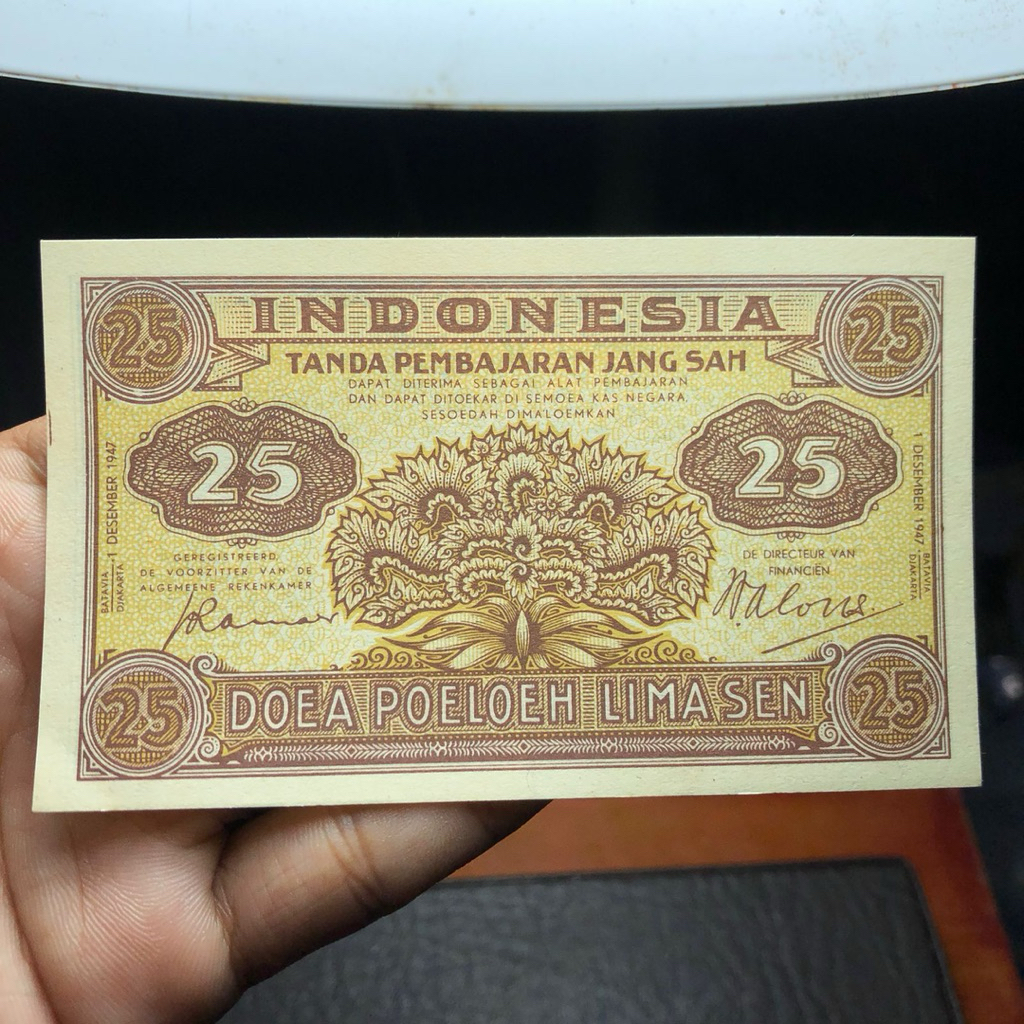 INDONESIA
25 25
TANDA PEMBAJARAN JANG SAH
DAPAT DITERIMA SEBAGAI ALAT PEMBAJARAN
DAN DAPAT DITOEKAR DI SEMOEA KAS NEGARA,
SESOEDAH DIMA'LOEMKAN
25 25
BATAVIA
DJAKARTA
1 DESEMBER 1947
1 DESEMBER 1947
BATAVIA
DJAKARTA
GEREGISTREERD,
DE VOORZITTER VAN DE
ALGEMEENE REKENKAMER
DE DIRECTEUR VAN
FINANCIËN
25 25
DOEA POELOEH LIMA SEN